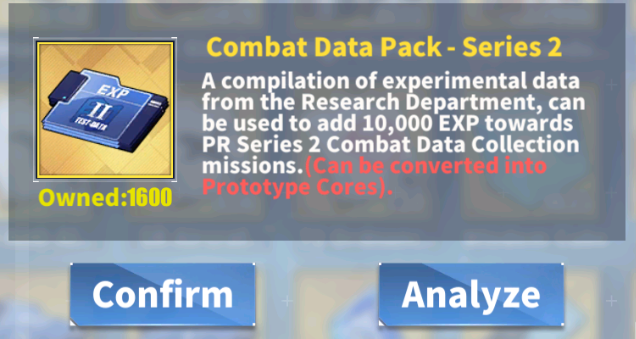 Combat Data Pack - Series 2
A compilation of experimental data
from the Research Department, can
be used to add 10,000 EXP towards
PR Series 2 Combat Data Collection
missions.(Can be converted into
Prototype Cores).
EXP
II
TEST-DATA
Owned:1600
Confirm
Analyze